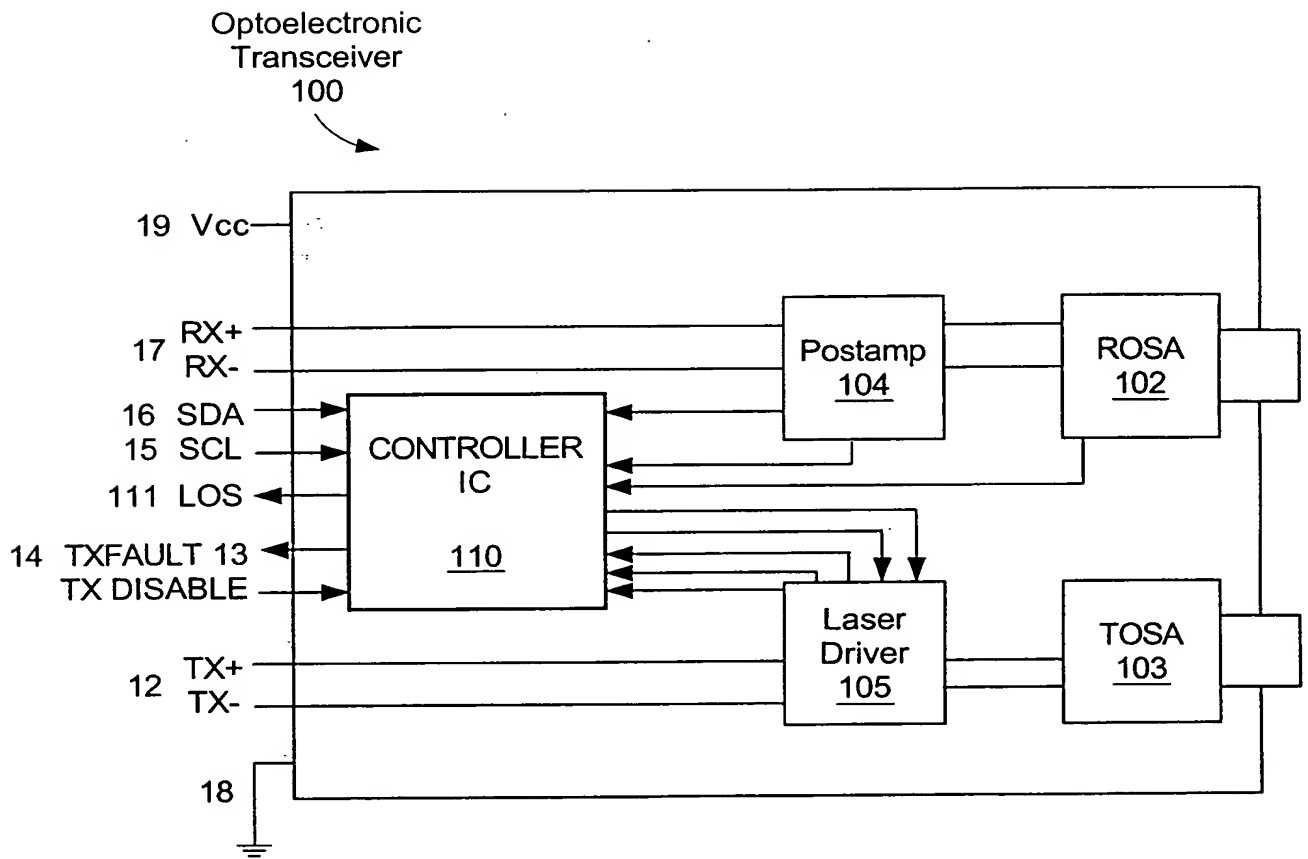 Optoelectronic
Transceiver
100
19 Vcc
17 RX+
RX-
Postamp
104
ROSA
102
16 SDA
15 SCL
111 LOS
14 TXFAULT 13
TX DISABLE
CONTROLLER
IC
110
Laser
Driver
105
TOSA
103
12 TX+
TX-
18